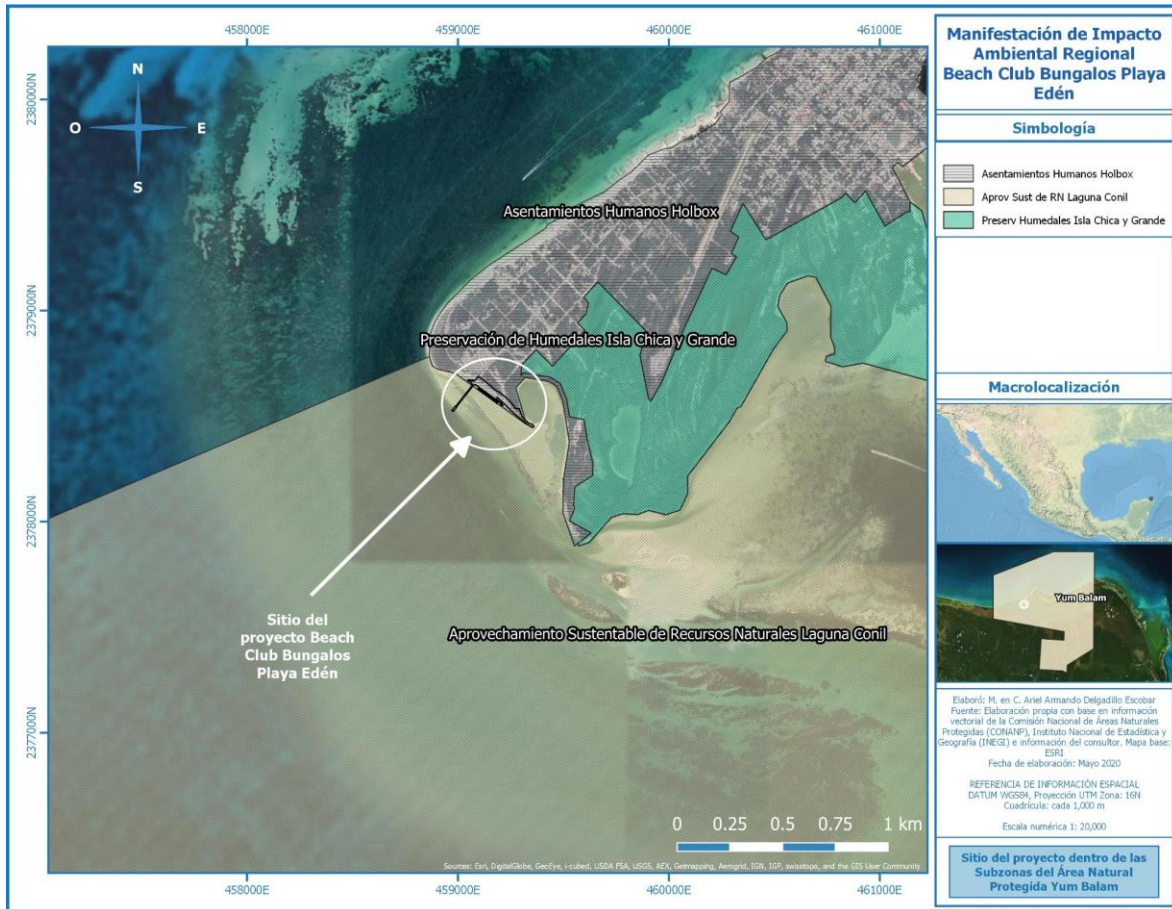 458000E
459000E
460000E
461000E
2380000N
2379000N
2378000N
2377000N
N
O
E
S
Asentamientos Humanos Holbox
Preservación de Humedales Isla Chica y Grande
Sitio del
proyecto Beach
Club Bungalos
Playa Edén
Aprovechamiento Sustentable de Recursos Naturales Laguna Conil
0 0.25 0.5 0.75 1 km
Sources: Esri, DigitalGlobe, GeoEye, i-cubed, USDA FSA, USGS, AEX, Getmapping, Aerogrid, IGN, IGP, swisstopo, and the GIS User Community
458000E
459000E
460000E
461000E
Manifestación de Impacto
Ambiental Regional
Beach Club Bungalos Playa
Edén
Simbología
Asentamientos Humanos Holbox
Aprov Sust de RN Laguna Conil
Preserv Humedales Isla Chica y Grande
Macrolocalización
Yum Balam
Elaboró: M. en C. Ariel Armando Delgadillo Escobar
Fuente: Elaboración propia con base en información
vectorial de la Comisión Nacional de Áreas Naturales
Protegidas (CONANP), Instituto Nacional de Estadística y
Geografía (INEGI) e información del consultor. Mapa base:
ESRI
Fecha de elaboración: Mayo 2020
REFERENCIA DE INFORMACIÓN ESPACIAL
DATUM WGS84, Proyección UTM Zona: 16N
Cuadrícula: cada 1,000 m
Escala numérica 1: 20,000
Sitio del proyecto dentro de las
Subzonas del Área Natural
Protegida Yum Balam